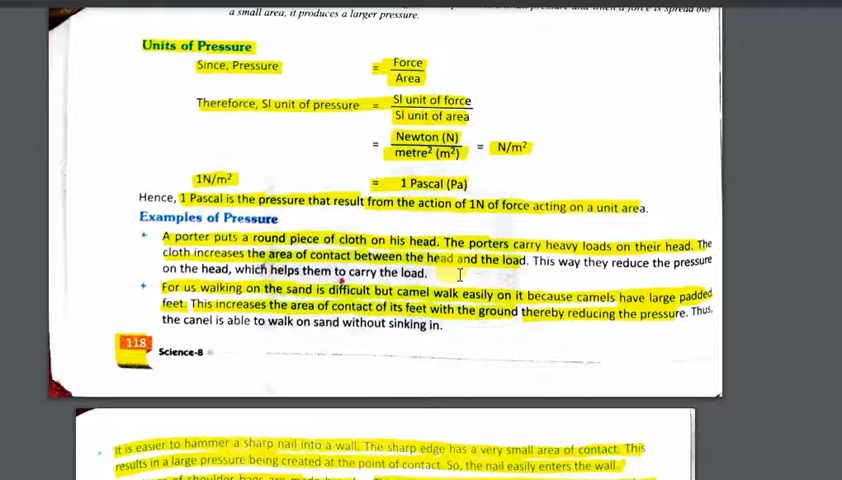 a small area, it produces a larger pressure.
Units of Pressure
Since, Pressure = Force
Area
Thereforce, SI unit of pressure = SI unit of force
SI unit of area
= Newton (N)
metre² (m²) = N/m²
1N/m² = 1 Pascal (Pa)
Hence, 1 Pascal is the pressure that result from the action of 1N of force acting on a unit area.
Examples of Pressure
+ A porter puts a round piece of cloth on his head. The porters carry heavy loads on their head. The
cloth increases the area of contact between the head and the load. This way they reduce the pressure
on the head, which helps them to carry the load.
+ For us walking on the sand is difficult but camel walk easily on it because camels have large padded
feet. This increases the area of contact of its feet with the ground thereby reducing the pressure. Thus,
the canel is able to walk on sand without sinking in.
118
Science-8
It is easier to hammer a sharp nail into a wall. The sharp edge has a very small area of contact. This
results in a large pressure being created at the point of contact. So, the nail easily enters the wall